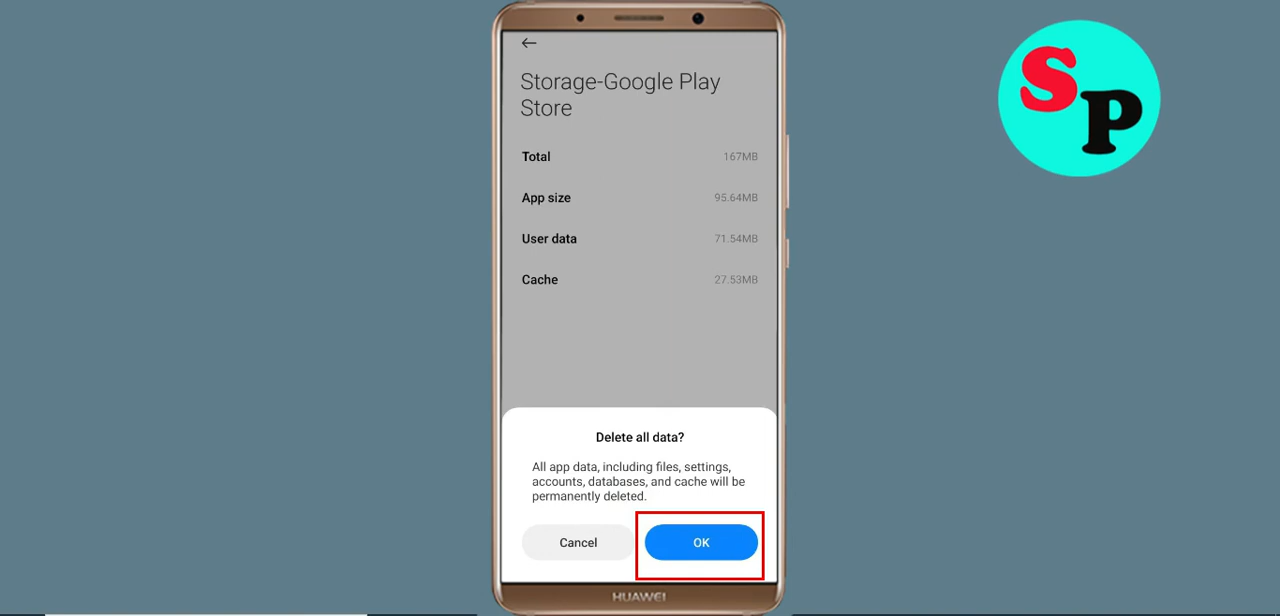 SP
Storage-Google Play
Store
Total 167MB
App size 95.64MB
User data 71.54MB
Cache 27.53MB
Delete all data?
All app data, including files, settings,
accounts, databases, and cache will be
permanently deleted.
Cancel OK
HUAWEI